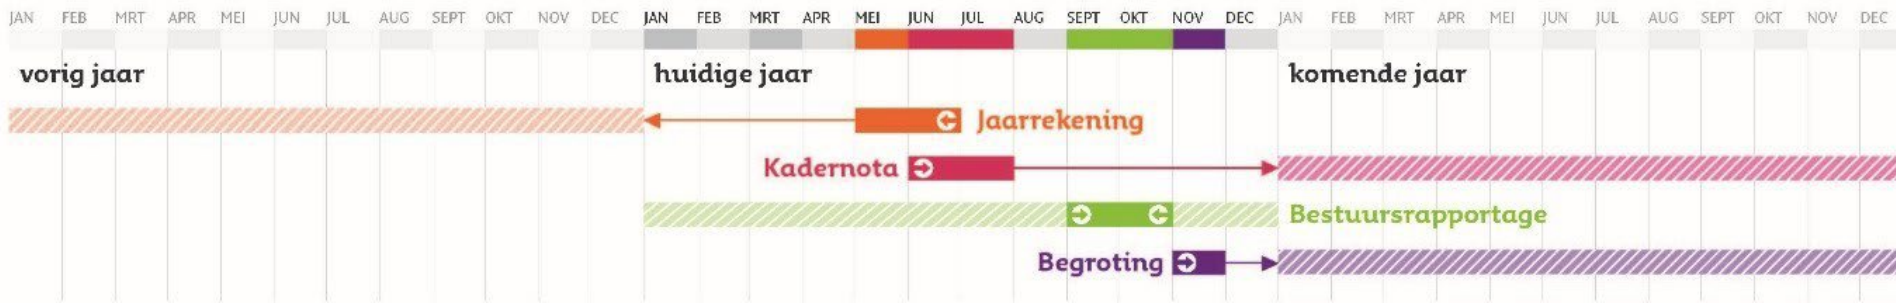 JAN FEB MRT APR MEI JUN JUL AUG SEPT OKT NOV DEC JAN FEB MRT APR MEI JUN JUL AUG SEPT OKT NOV DEC JAN FEB MRT APR MEI JUN JUL AUG SEPT OKT NOV DEC
vorig jaar huidige jaar komende jaar
Jaarrekening
Kadernota
Bestuursrapportage
Begroting